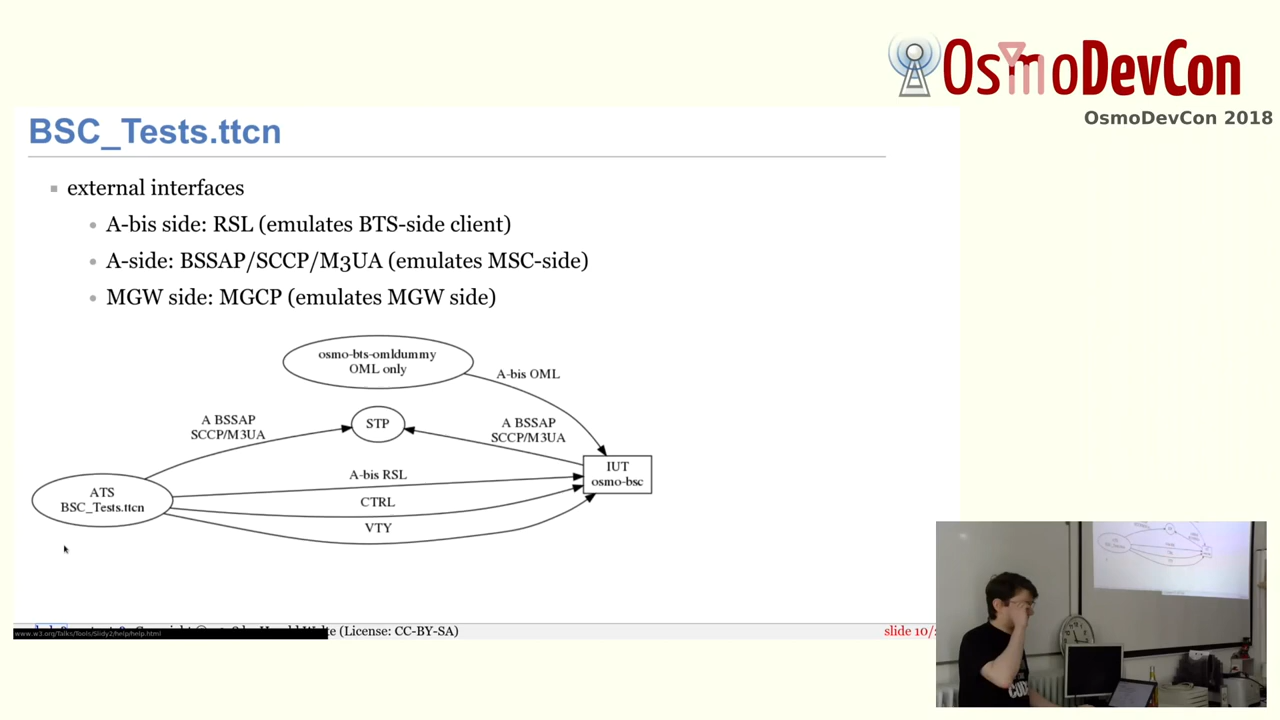 OsmoDevCon
OsmoDevCon 2018
BSC_Tests.ttcn
external interfaces
A-bis side: RSL (emulates BTS-side client)
A-side: BSSAP/SCCP/M3UA (emulates MSC-side)
MGW side: MGCP (emulates MGW side)
osmo-bts-omldummy
OML only
A-bis OML
A BSSAP
SCCP/M3UA
STP
A BSSAP
SCCP/M3UA
IUT
osmo-bsc
A-bis RSL
ATS
BSC_Tests.ttcn
CTRL
VTY
www.w3.org/Talks/Tools/Slidy2/help/help.html
(License: CC-BY-SA)
slide 10/